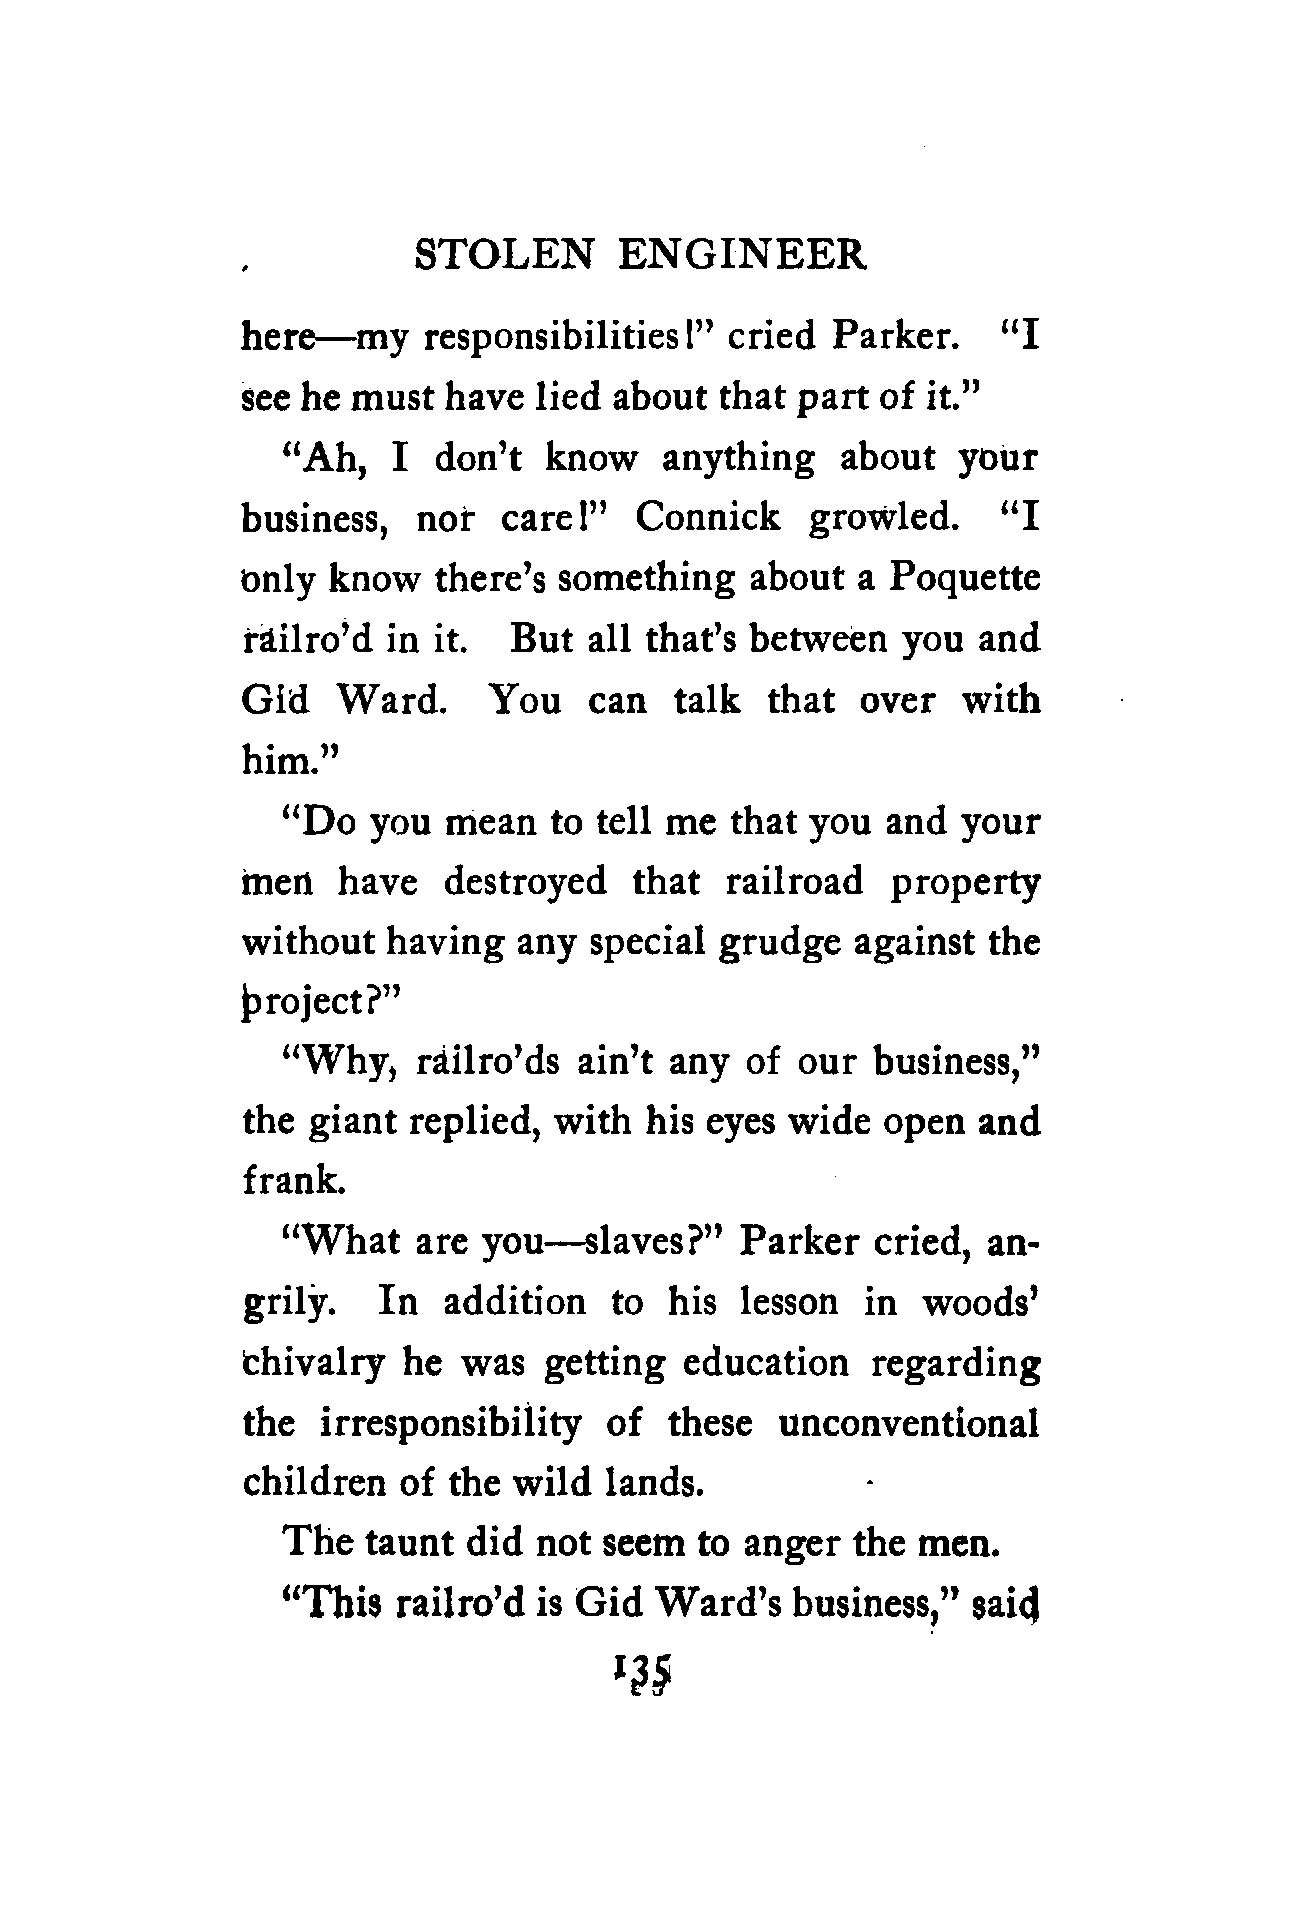 STOLEN ENGINEER
here—my responsibilities!” cried Parker. “I
see he must have lied about that part of it.”
“Ah, I don’t know anything about your
business, nor care!” Connick growled. “I
only know there’s something about a Poquette
railro’d in it. But all that’s between you and
Gid Ward. You can talk that over with
him.”
“Do you mean to tell me that you and your
men have destroyed that railroad property
without having any special grudge against the
project?”
“Why, railro’ds ain’t any of our business,”
the giant replied, with his eyes wide open and
frank.
“What are you—slaves?” Parker cried, an-
grily. In addition to his lesson in woods’
chivalry he was getting education regarding
the irresponsibility of these unconventional
children of the wild lands.
The taunt did not seem to anger the men.
“This railro’d is Gid Ward’s business,” said
135